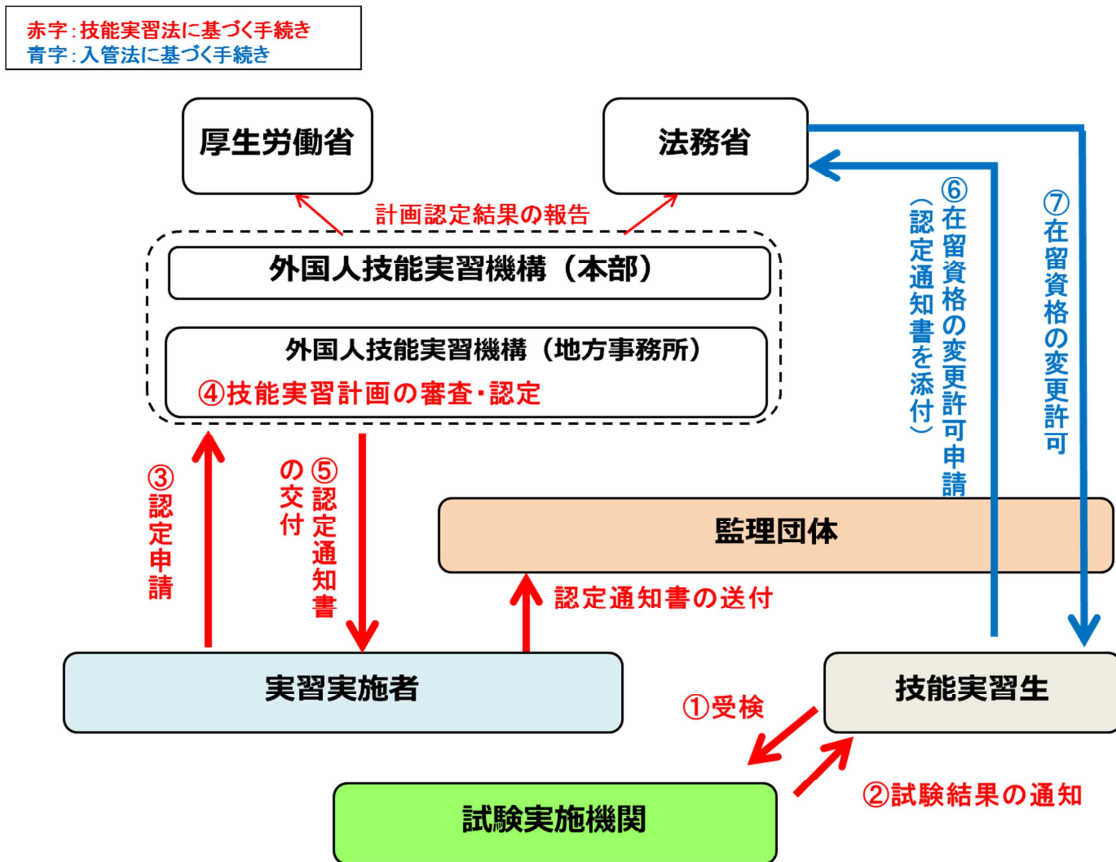 赤字：技能実習法に基づく手続き
青字：入管法に基づく手続き
厚生労働省
法務省
計画認定結果の報告
外国人技能実習機構（本部）
外国人技能実習機構（地方事務所）
④技能実習計画の審査・認定
⑥在留資格の変更許可申請
（認定通知書を添付）
⑦在留資格の変更許可
③認定申請
⑤認定通知書
の交付
監理団体
認定通知書の送付
実習実施者
技能実習生
①受検
②試験結果の通知
試験実施機関